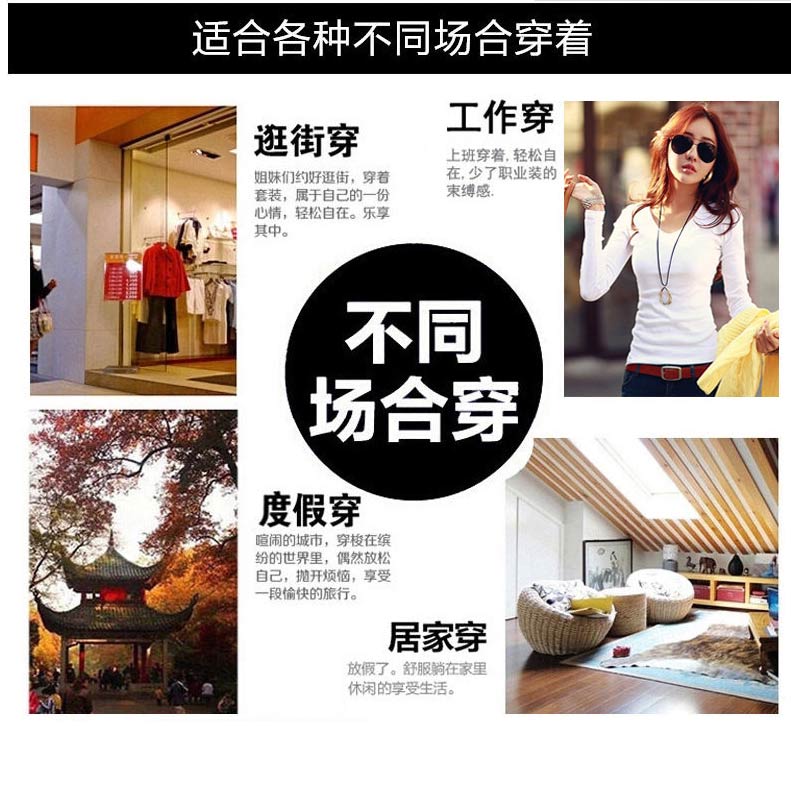 适合各种不同场合穿着
逛街穿
姐妹们约好逛街，穿着
套装，属于自己的一份
心情，轻松自在。乐享
其中。
工作穿
上班穿着, 轻松自
在, 少了职业装的
束缚感.
不同
场合穿
度假穿
喧闹的城市，穿梭在缤
纷的世界里，偶然放松
自己，抛开烦恼，享受
一段愉快的旅行。
居家穿
放假了。舒服躺在家里
休闲的享受生活。